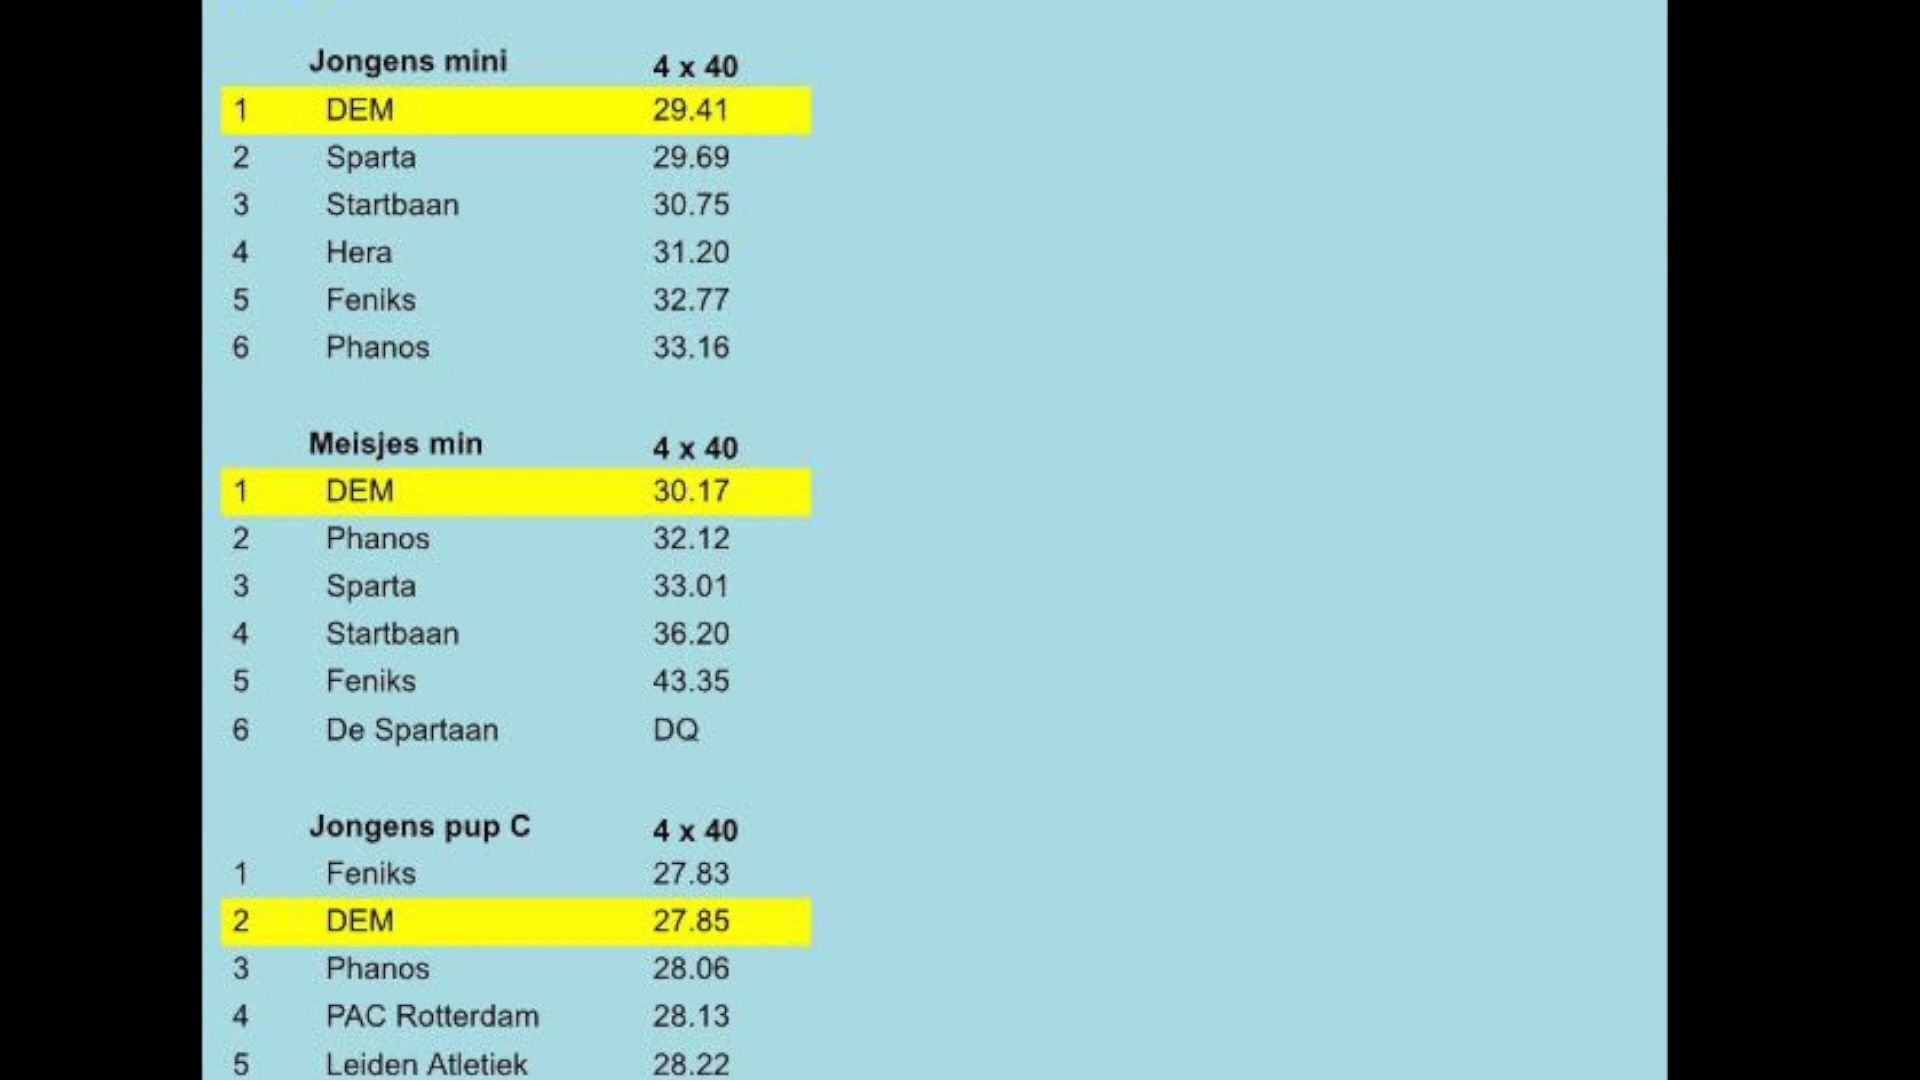 Jongens mini 4 x 40
1 DEM 29.41
2 Sparta 29.69
3 Startbaan 30.75
4 Hera 31.20
5 Feniks 32.77
6 Phanos 33.16
Meisjes min 4 x 40
1 DEM 30.17
2 Phanos 32.12
3 Sparta 33.01
4 Startbaan 36.20
5 Feniks 43.35
6 De Spartaan DQ
Jongens pup C 4 x 40
1 Feniks 27.83
2 DEM 27.85
3 Phanos 28.06
4 PAC Rotterdam 28.13
5 Leiden Atletiek 28.22